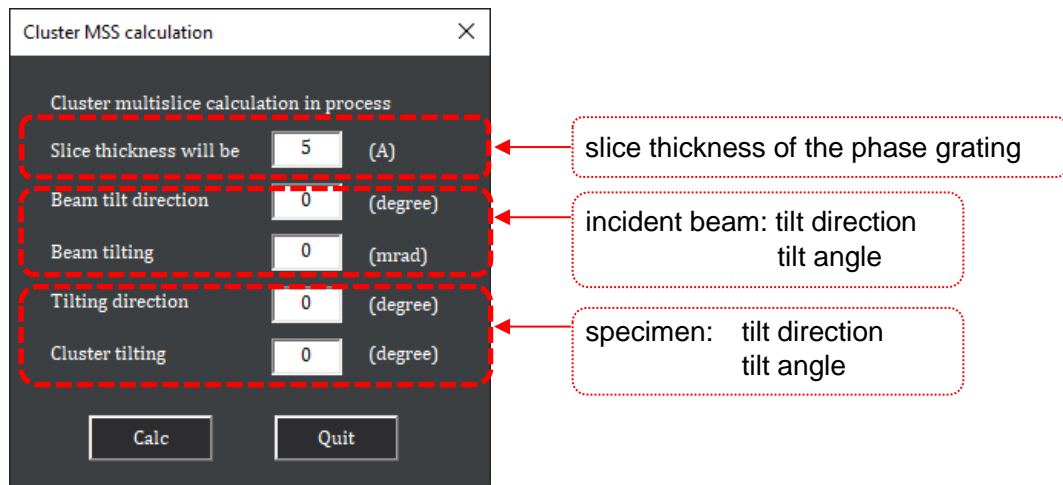 Cluster MSS calculation
Cluster multislice calculation in process
Slice thickness will be 5 (A)
Beam tilt direction 0 (degree)
Beam tilting 0 (mrad)
Tilting direction 0 (degree)
Cluster tilting 0 (degree)
Calc Quit
slice thickness of the phase grating
incident beam: tilt direction
tilt angle
specimen: tilt direction
tilt angle